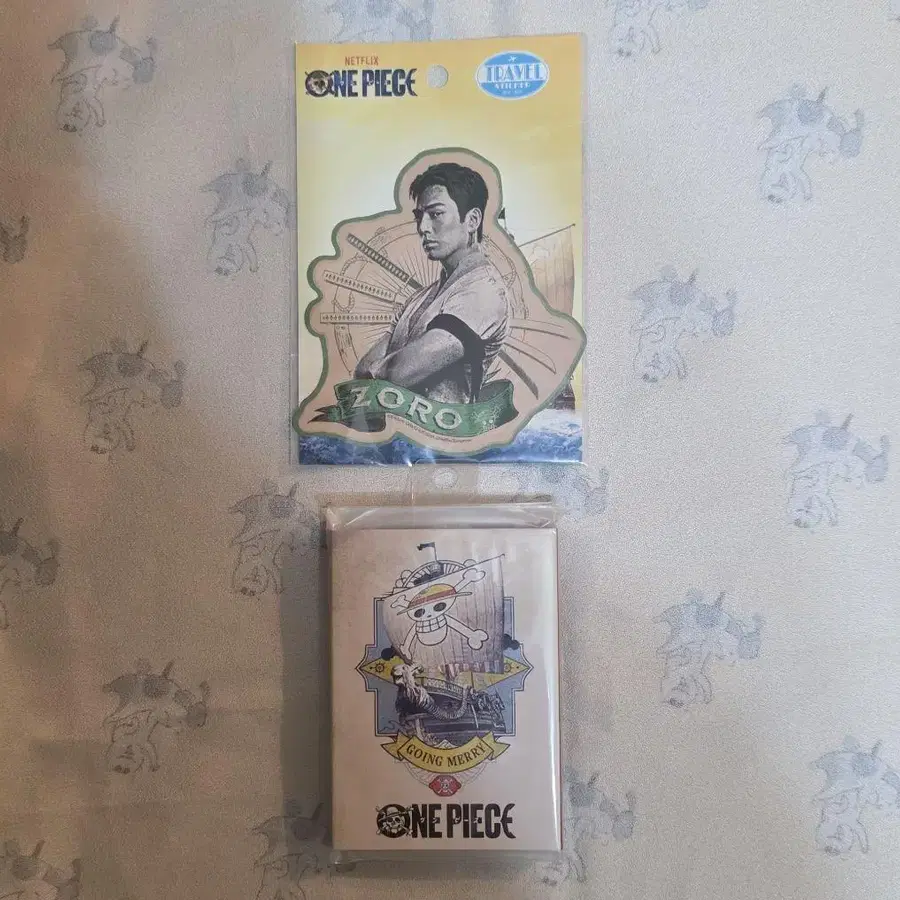 NETFLIX
ONE PIECE
TRAVEL
STICKER
ZORO
GOING MERRY
ONE PIECE